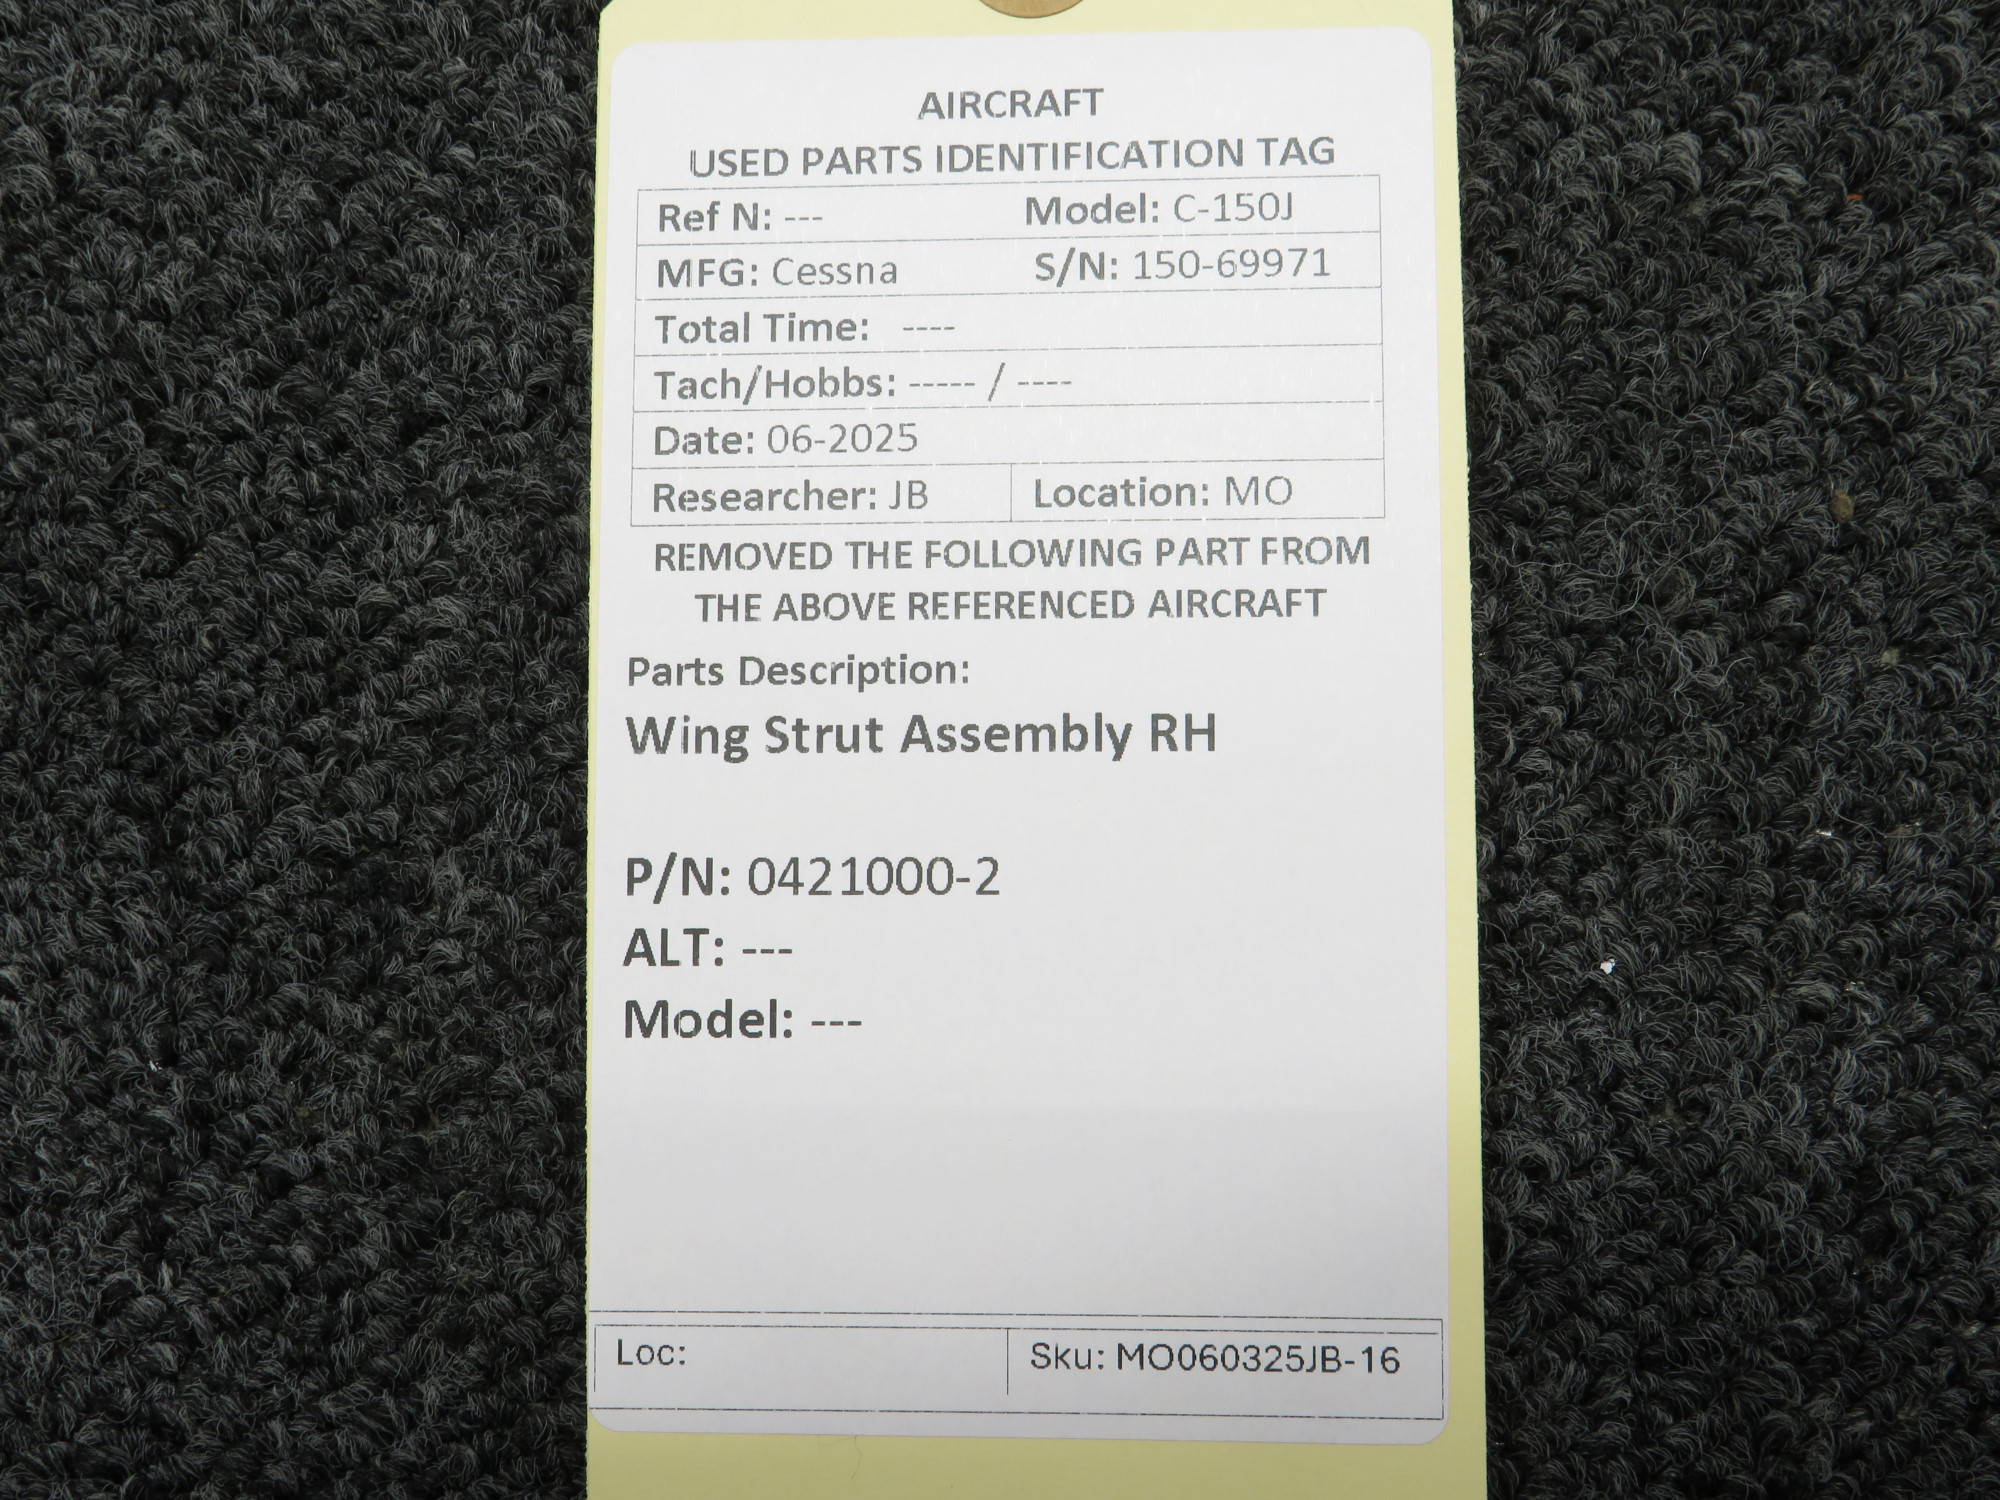 AIRCRAFT
USED PARTS IDENTIFICATION TAG
Ref N: --- Model: C-150J
MFG: Cessna S/N: 150-69971
Total Time: ----
Tach/Hobbs: ----- / ----
Date: 06-2025
Researcher: JB Location: MO
REMOVED THE FOLLOWING PART FROM
THE ABOVE REFERENCED AIRCRAFT
Parts Description:
Wing Strut Assembly RH
P/N: 0421000-2
ALT: ---
Model: ---
Loc: Sku: MO060325JB-16